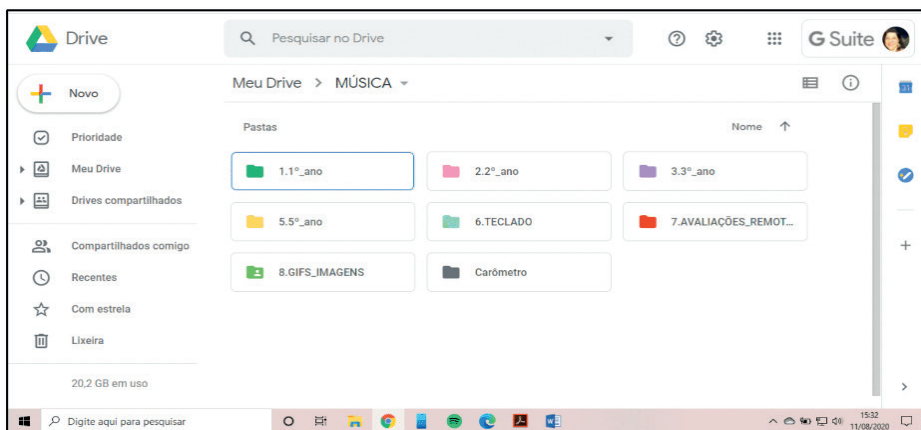 Drive
Pesquisar no Drive
G Suite
Novo
Meu Drive > MÚSICA
Prioridade
Meu Drive
Drives compartilhados
Compartilhados comigo
Recentes
Com estrela
Lixeira
20,2 GB em uso
Pastas Nome
1.1º_ano 2.2º_ano 3.3º_ano
5.5º_ano 6.TECLADO 7.AVALIAÇÕES_REMOT...
8.GIFS_IMAGENS Carômetro
31
Digite aqui para pesquisar
15:32
11/08/2020